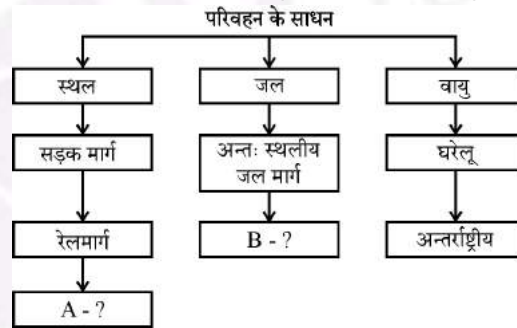 परिवहन के साधन
स्थल
जल
वायु
सड़क मार्ग
अन्तः स्थलीय
जल मार्ग
घरेलू
रेलमार्ग
B - ?
अन्तर्राष्ट्रीय
A - ?